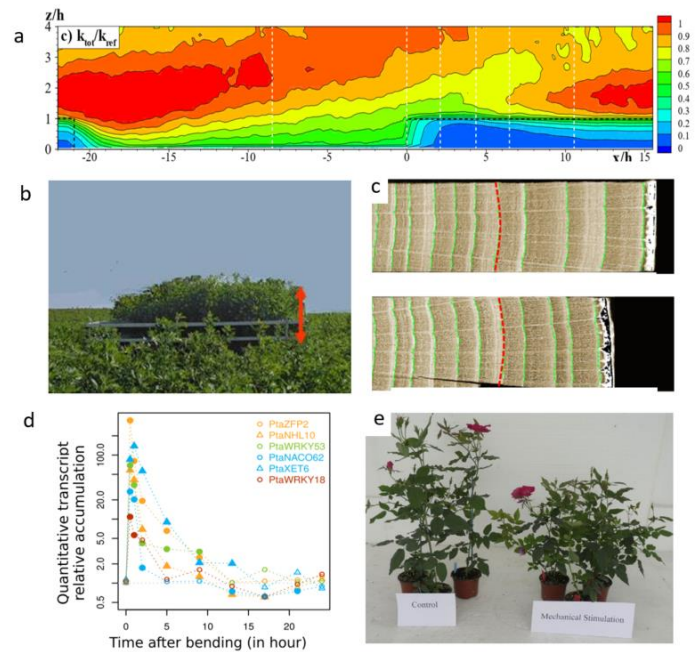 a
z/h
c) k_tot/k_ref
4
3
2
1
0
-20
-15
-10
-5
0
5
10
x/h
15
1
0.9
0.8
0.7
0.6
0.5
0.4
0.3
0.2
0.1
0
b
c
d
PtaZFP2
PtaNHL10
PtaWRKY53
PtaNACO62
PtaXET6
PtaWRKY18
Quantitative transcript
relative accumulation
100.0
20.0
5.0
2.0
1.0
0.5
0
5
10
15
20
Time after bending (in hour)
e
Control
Mechanical Stimulation